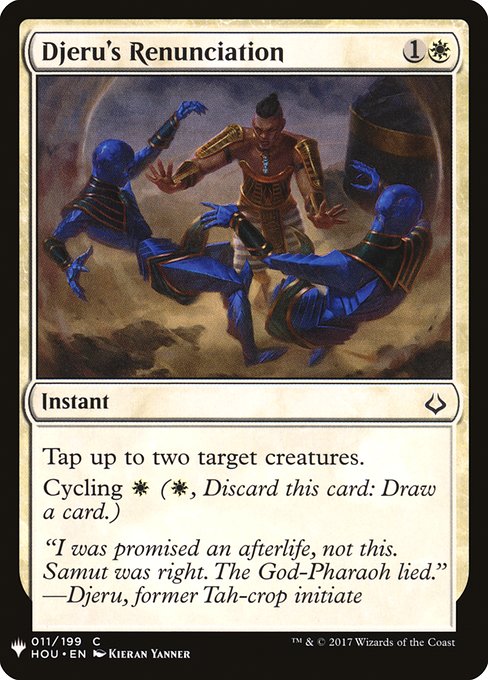 Djeru's Renunciation 1
Instant
Tap up to two target creatures.
Cycling (, Discard this card: Draw
a card.)
“I was promised an afterlife, not this.
Samut was right. The God-Pharaoh lied.”
—Djeru, former Tah-crop initiate
011/199 C
HOU • EN Kieran Yanner
™ & © 2017 Wizards of the Coast